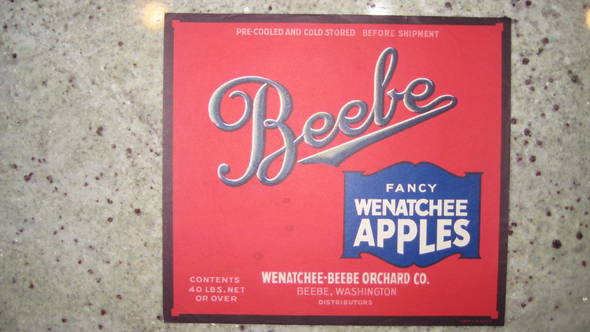 PRE-COOLED AND COLD STORED BEFORE SHIPMENT
Beebe
FANCY
WENATCHEE
APPLES
CONTENTS
40 LBS. NET
OR OVER
WENATCHEE-BEEBE ORCHARD CO.
BEEBE, WASHINGTON
DISTRIBUTORS